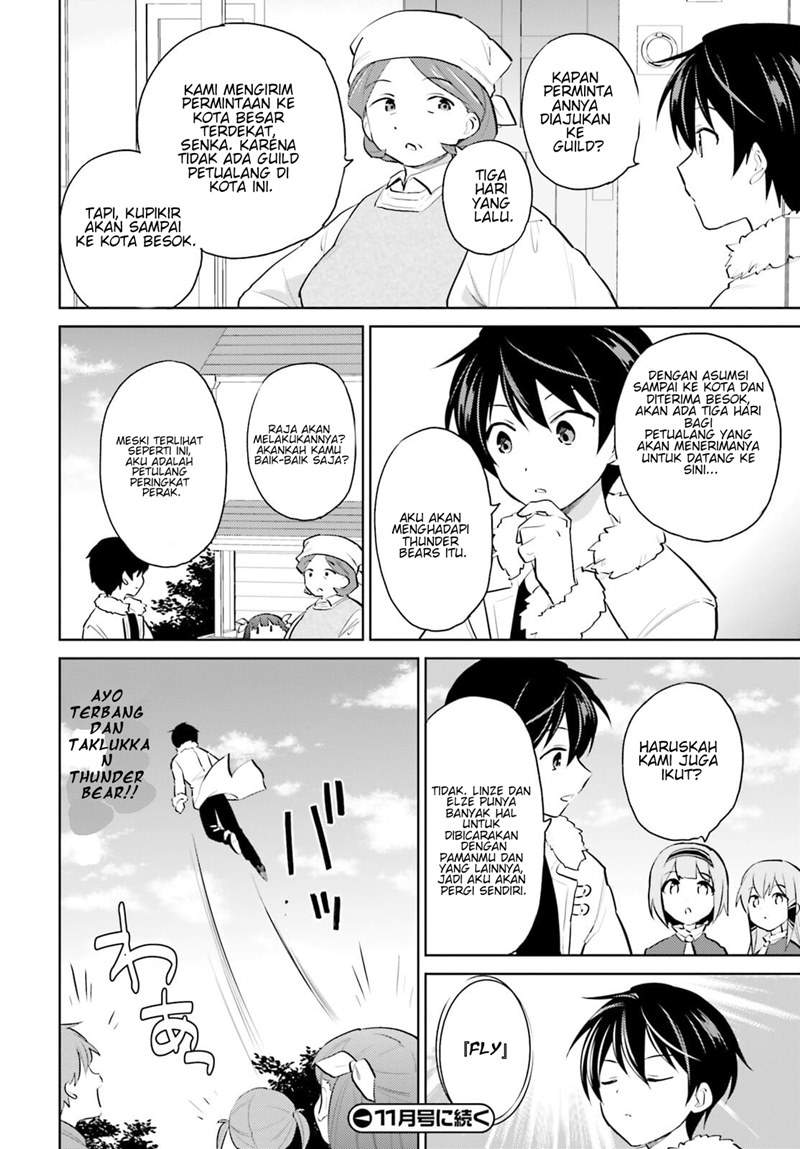 KAPAN
PERMINTA
ANNYA
DIAJUKAN
KE
GUILD?
TIGA
HARI
YANG
LALU.
KAMI MENGIRIM
PERMINTAAN KE
KOTA BESAR
TERDEKAT,
SENKA. KARENA
TIDAK ADA GUILD
PETUALANG DI
KOTA INI.
TAPI, KUPIKIR
AKAN SAMPAI
KE KOTA BESOK.
DENGAN ASUMSI
SAMPAI KE KOTA DAN
DITERIMA BESOK,
AKAN ADA TIGA HARI
BAGI
PETUALANG YANG
AKAN MENERIMANYA
UNTUK DATANG KE
SINI...
AKU AKAN
MENGHADAPI
THUNDER
BEARS ITU.
RAJA AKAN
MELAKUKANNYA?
AKANKAH KAMU
BAIK-BAIK SAJA?
MESKI TERLIHAT
SEPERTI INI,
AKU ADALAH
PETULANG
PERINGKAT
PERAK.
HARUSKAH
KAMI JUGA
IKUT?
TIDAK. LINZE DAN
ELZE PUNYA
BANYAK HAL
UNTUK
DIBICARAKAN
DENGAN
PAMANMU DAN
YANG LAINNYA,
JADI AKU AKAN
PERGI SENDIRI.
『FLY』
AYO
TERBANG
DAN
TAKLUKKA
N
THUNDER
BEAR!!
わあっ
11月号に続く